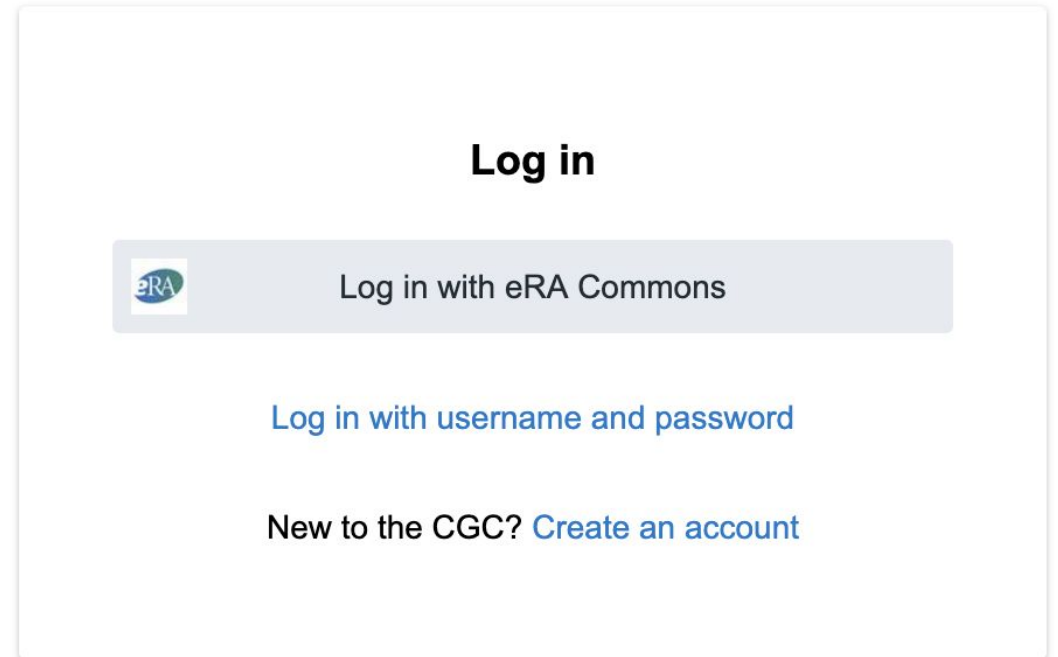 Log in
eRA Log in with eRA Commons
Log in with username and password
New to the CGC? Create an account